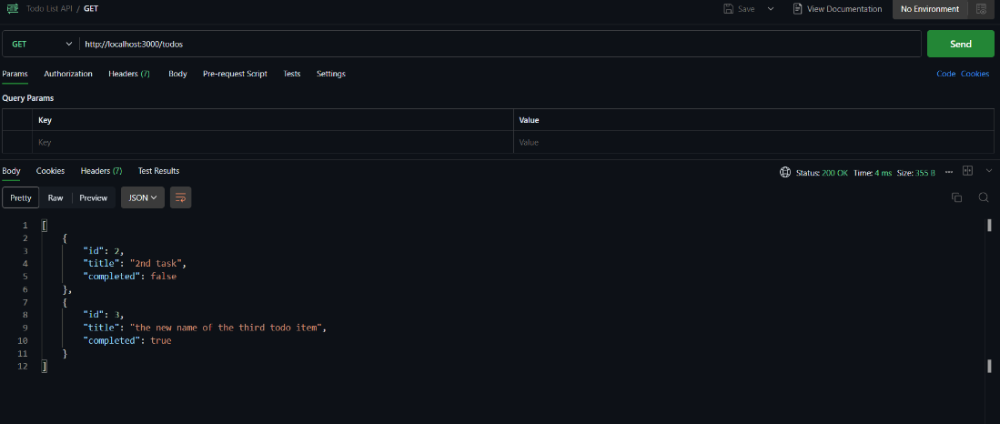 HTTP Todo List API / GET Save View Documentation No Environment
GET http://localhost:3000/todos Send
Params Authorization Headers (7) Body Pre-request Script Tests Settings Code Cookies
Query Params
Key Value
Key Value
Body Cookies Headers (7) Test Results Status: 200 OK Time: 4 ms Size: 355 B
Pretty Raw Preview JSON
1 [
2 {
3 "id": 2,
4 "title": "2nd task",
5 "completed": false
6 },
7 {
8 "id": 3,
9 "title": "the new name of the third todo item",
10 "completed": true
11 }
12 ]